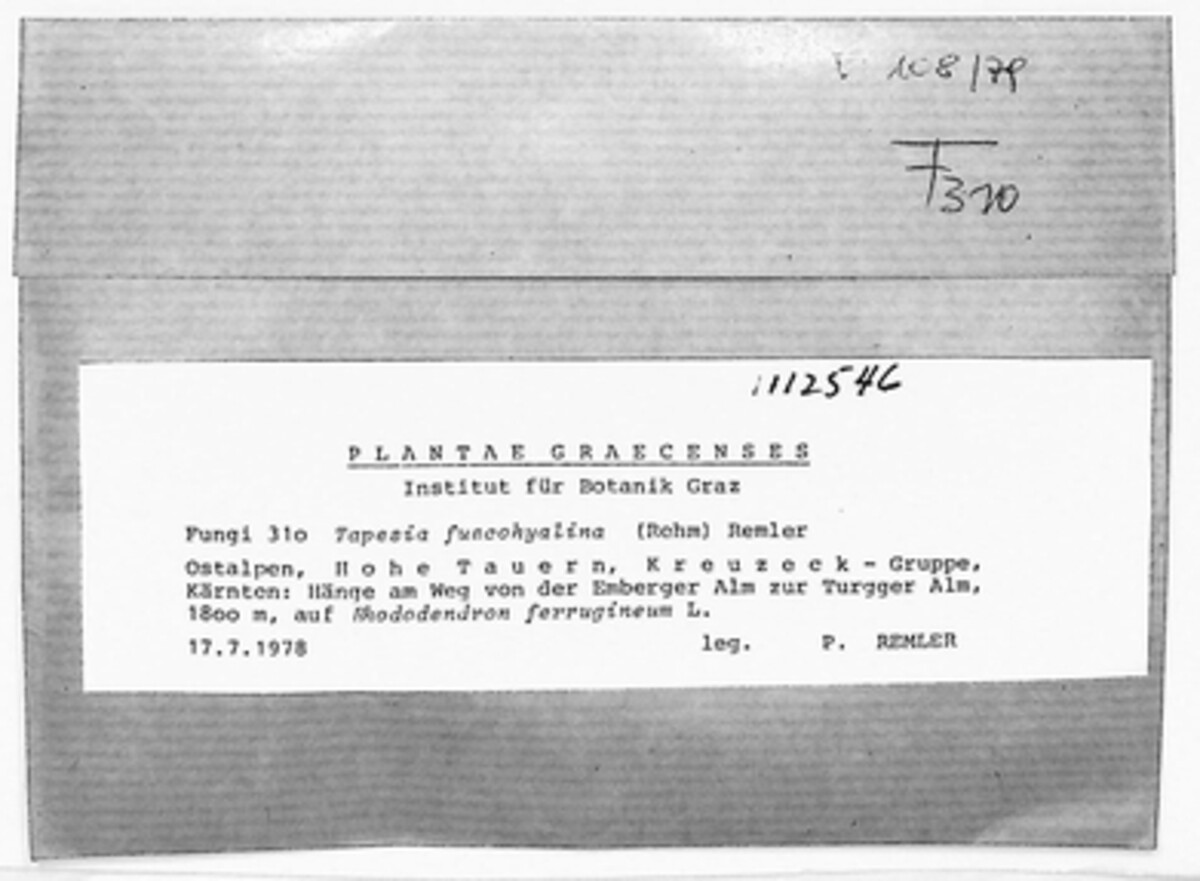 108/79
F310
1112546
PLANTAE GRAECENSES
Institut für Botanik Graz
Fungi 31o Tapesia fuscohyalina (Rehm) Remler
Ostalpen, Hohe Tauern, Kreuzeck - Gruppe,
Kärnten: Hänge am Weg von der Emberger Alm zur Turgger Alm,
18oo m, auf Rhododendron ferrugineum L.
17.7.1978 leg. P. REMLER